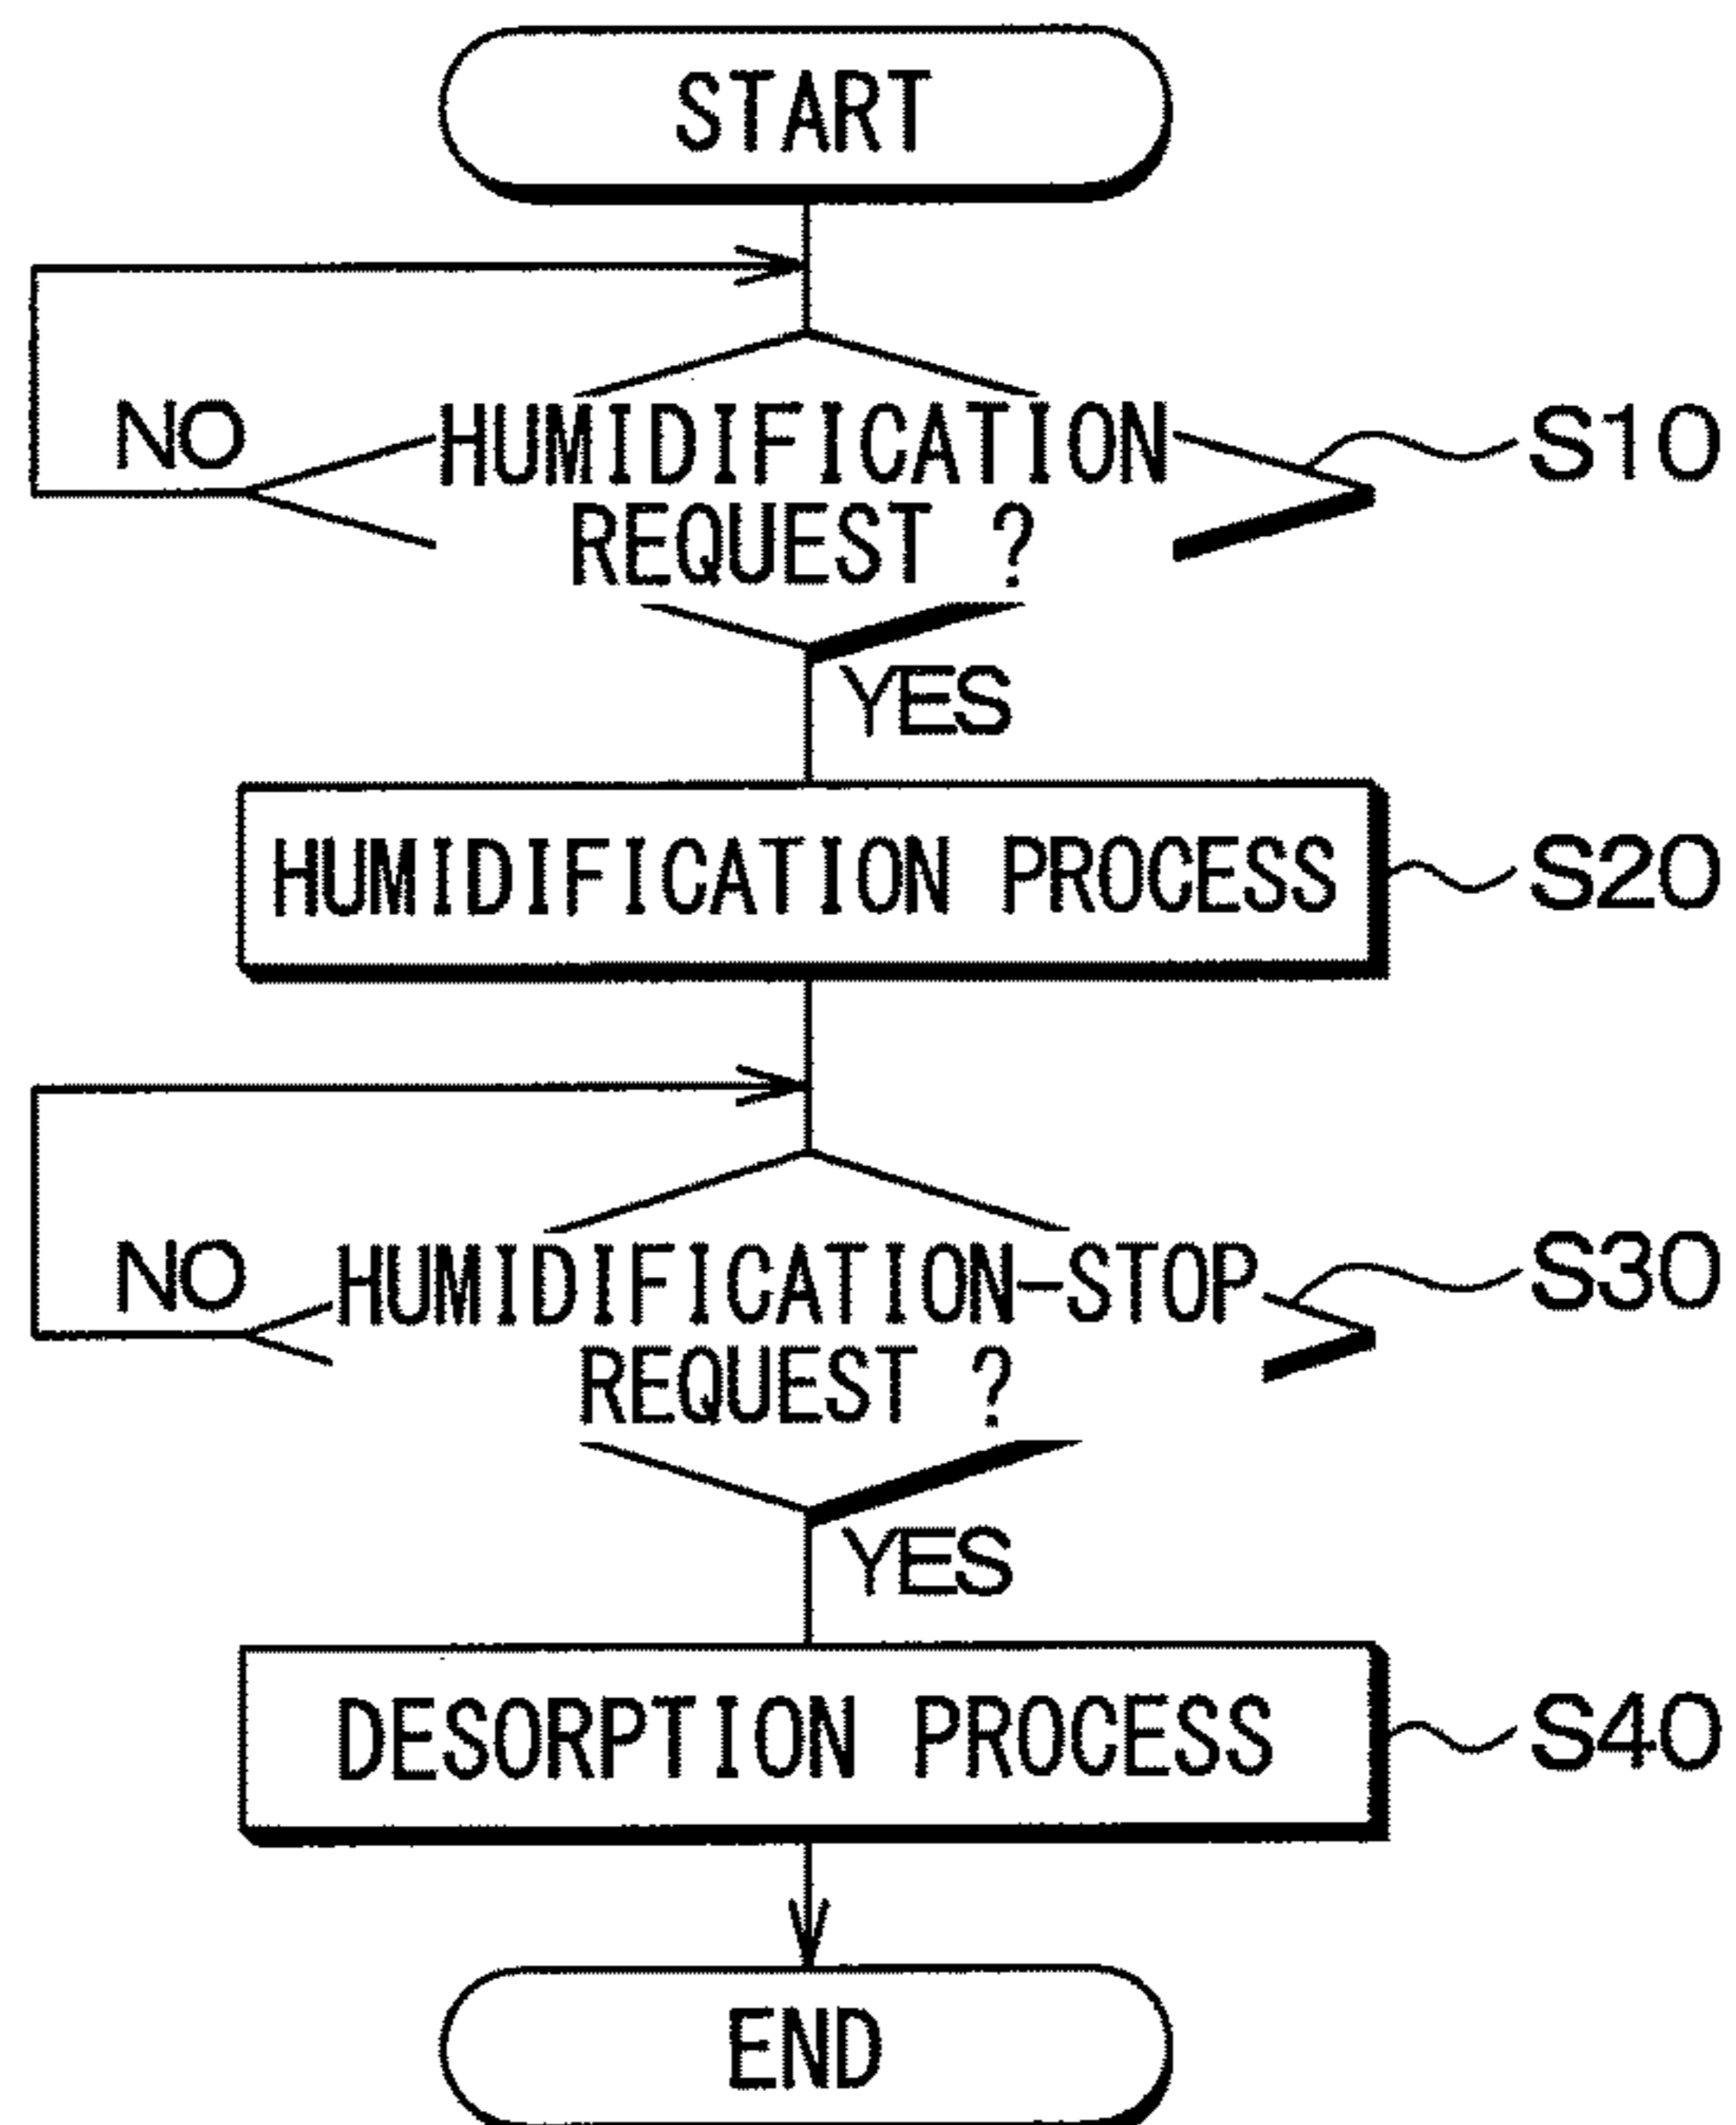 START
NO
HUMIDIFICATION
REQUEST ?
S10
YES
HUMIDIFICATION PROCESS
S20
NO
HUMIDIFICATION-STOP
REQUEST ?
S30
YES
DESORPTION PROCESS
S40
END